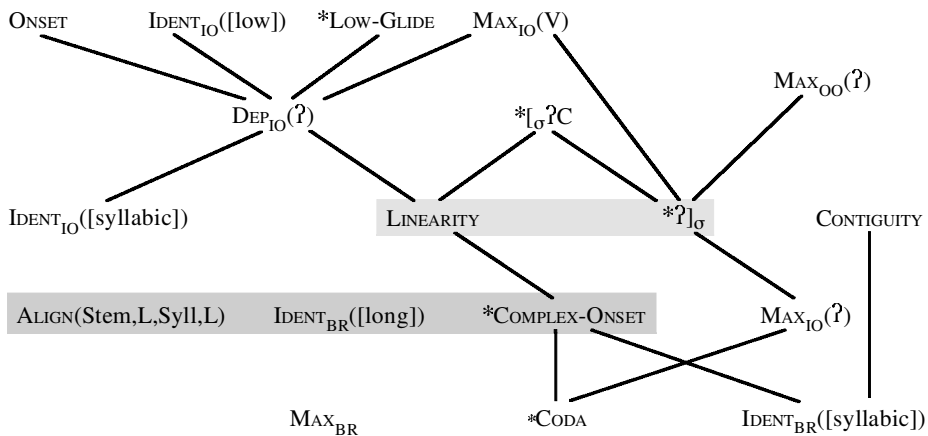 ONSET IDENT_IO([low]) *LOW-GLIDE MAX_IO(V)
MAX_OO(ʔ)
DEP_IO(ʔ) *[_σʔC
IDENT_IO([syllabic]) LINEARITY *ʔ]_σ CONTIGUITY
ALIGN(Stem,L,Syll,L) IDENT_BR([long]) *COMPLEX-ONSET MAX_IO(ʔ)
MAX_BR *CODA IDENT_BR([syllabic])